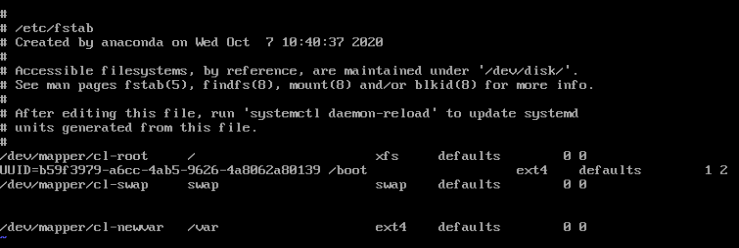 #
# /etc/fstab
# Created by anaconda on Wed Oct  7 10:40:37 2020
#
# Accessible filesystems, by reference, are maintained under '/dev/disk/'.
# See man pages fstab(5), findfs(8), mount(8) and/or blkid(8) for more info.
#
# After editing this file, run 'systemctl daemon-reload' to update systemd
# units generated from this file.
#
/dev/mapper/cl-root     /                       xfs     defaults        0 0
UUID=b59f3979-a6cc-4ab5-9626-4a8062a80139 /boot                   ext4    defaults        1 2
/dev/mapper/cl-swap     swap                    swap    defaults        0 0
/dev/mapper/cl-newvar   /var                    ext4    defaults        0 0
~